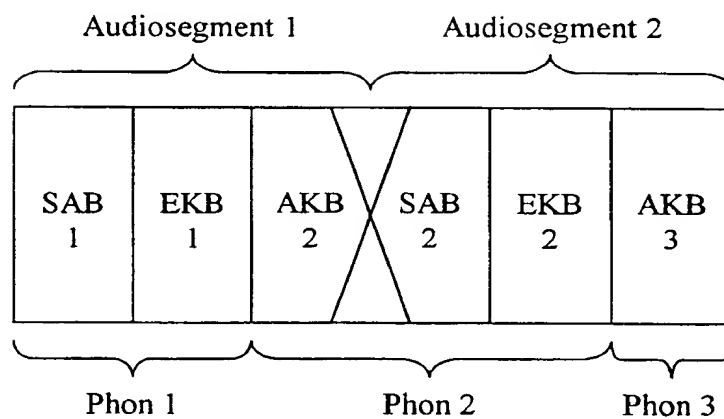 Audiosegment 1 Audiosegment 2
SAB EKB AKB SAB EKB AKB
1 1 2 2 2 3
Phon 1 Phon 2 Phon 3